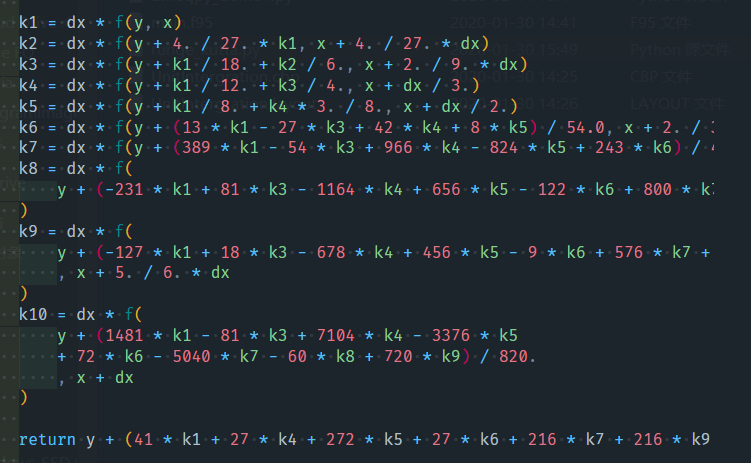 k1 = dx * f(y, x)
k2 = dx * f(y + 4. / 27. * k1, x + 4. / 27. * dx)
k3 = dx * f(y + k1 / 18. + k2 / 6., x + 2. / 9. * dx)
k4 = dx * f(y + k1 / 12. + k3 / 4., x + dx / 3.)
k5 = dx * f(y + k1 / 8. + k4 * 3. / 8., x + dx / 2.)
k6 = dx * f(y + (13 * k1 - 27 * k3 + 42 * k4 + 8 * k5) / 54.0, x + 2. /
k7 = dx * f(y + (389 * k1 - 54 * k3 + 966 * k4 - 824 * k5 + 243 * k6) /
k8 = dx * f(
y + (-231 * k1 + 81 * k3 - 1164 * k4 + 656 * k5 - 122 * k6 + 800 *
)
k9 = dx * f(
y + (-127 * k1 + 18 * k3 - 678 * k4 + 456 * k5 - 9 * k6 + 576 * k7 +
, x + 5. / 6. * dx
)
k10 = dx * f(
y + (1481 * k1 - 81 * k3 + 7104 * k4 - 3376 * k5
+ 72 * k6 - 5040 * k7 - 60 * k8 + 720 * k9) / 820.
, x + dx
)
return y + (41 * k1 + 27 * k4 + 272 * k5 + 27 * k6 + 216 * k7 + 216 * k9